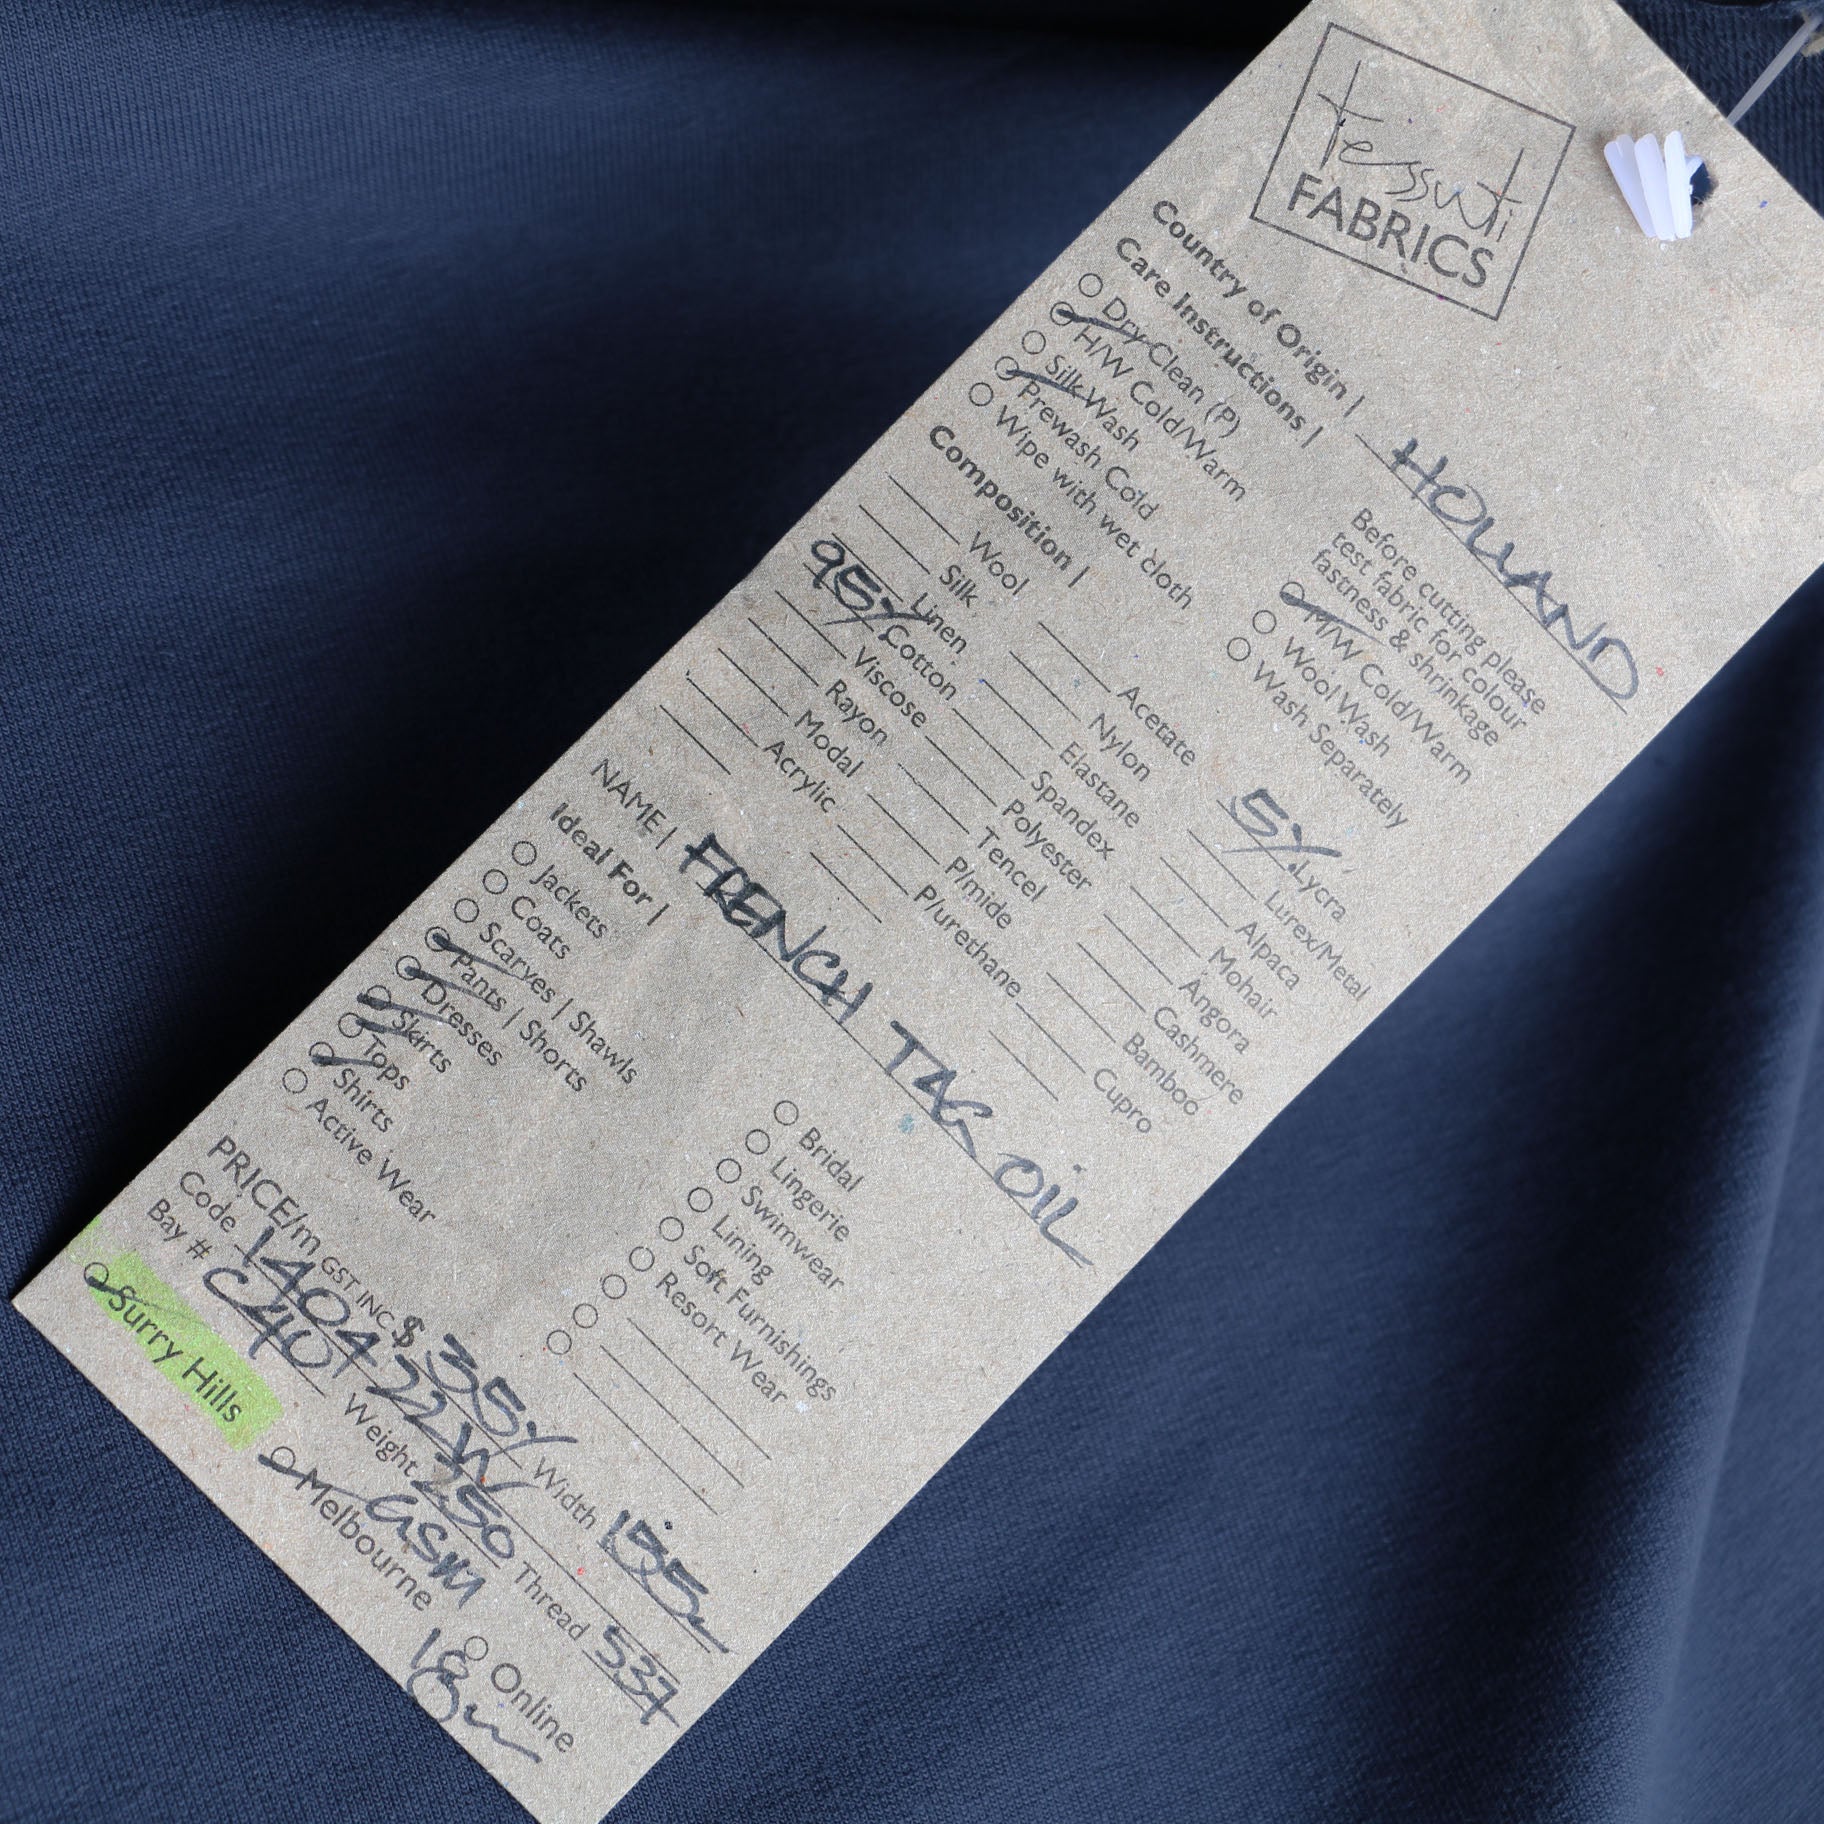 tessuti
FABRICS
Country of Origin | HOLLAND
Care Instructions |
Before cutting please
test fabric for colour
fastness & shrinkage
Dry Clean (P)
H/W Cold/Warm
Silk Wash
Prewash Cold
Wipe with wet cloth
M/W Cold/Warm
Wool Wash
Wash Separately
Composition |
Wool
Silk
Linen
95% Cotton
Viscose
Rayon
Modal
Acrylic
Acetate
Nylon
Elastane
Spandex
Polyester
Tencel
P/mide
P/urethane
5% Lycra
Lurex/Metal
Alpaca
Mohair
Angora
Cashmere
Bamboo
Cupro
NAME | FRENCH TAG OIL
Ideal For |
Jackets
Coats
Scarves | Shawls
Pants | Shorts
Dresses
Skirts
Tops
Shirts
Active Wear
Bridal
Lingerie
Swimwear
Lining
Soft Furnishings
Resort Wear
PRICE/m GST INC $ 35 Width 155
Code 1404 22W
Bay # C40 Weight 250 Thread 537
GSM
Surry Hills Melbourne Online
18m